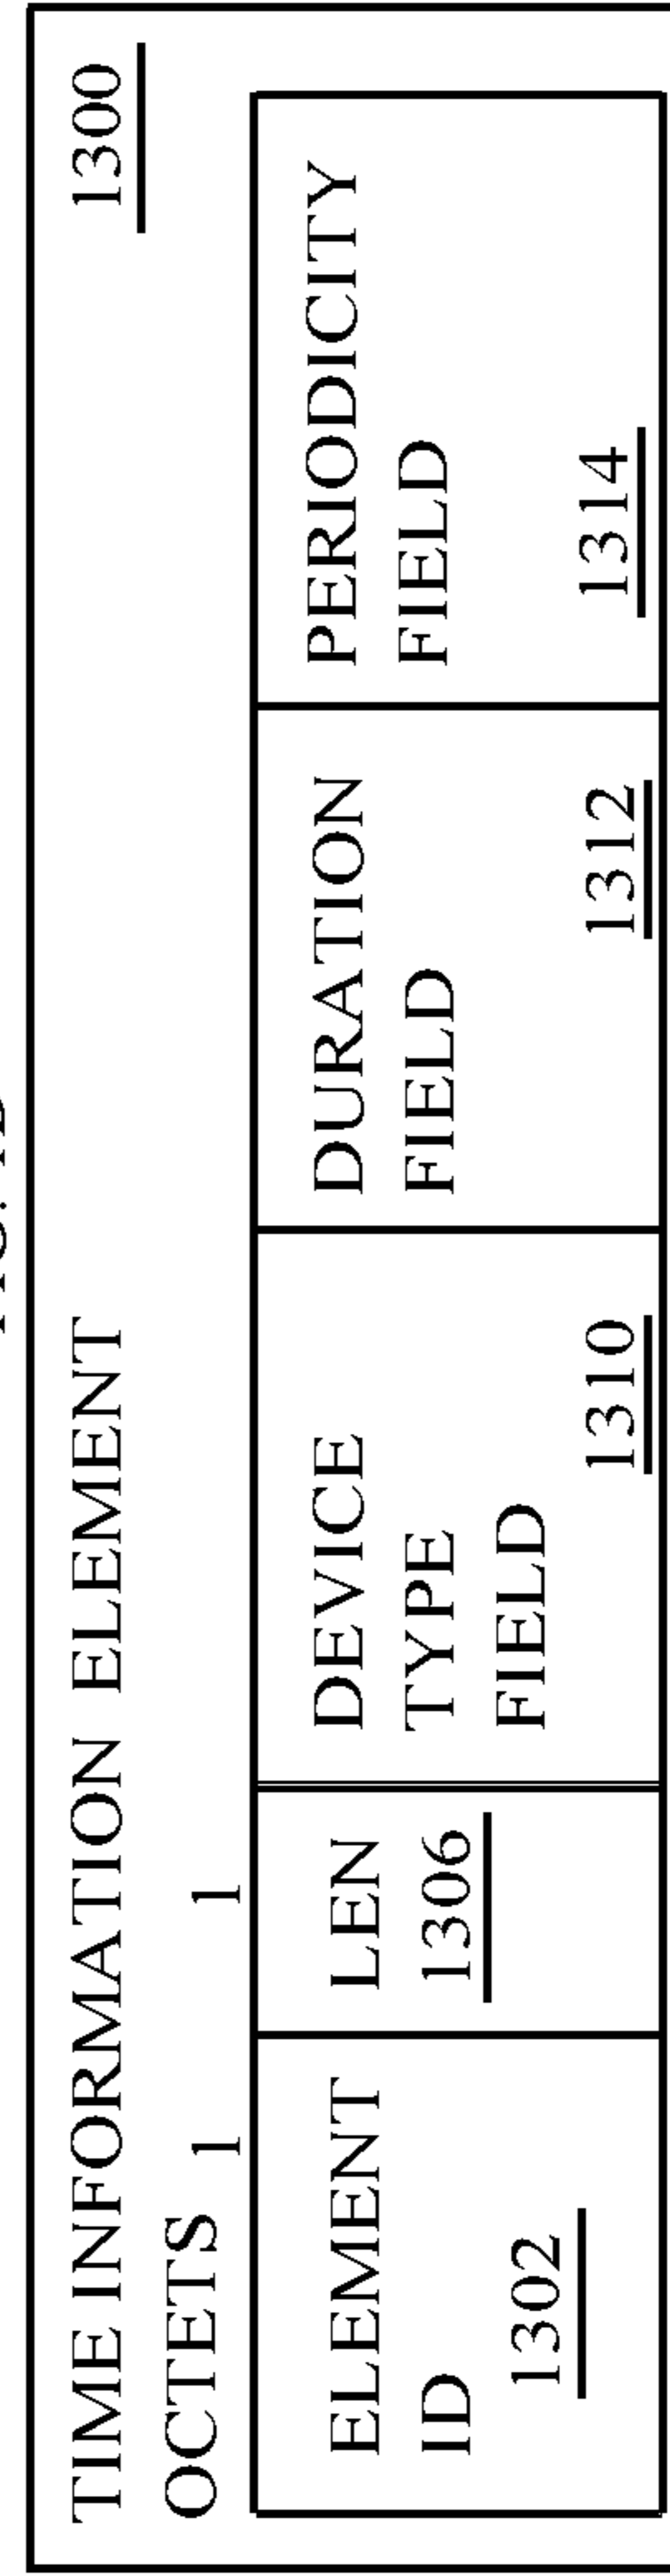 TIME INFORMATION ELEMENT 1300
OCTETS 1 1
ELEMENT
ID
1302
LEN
1306
DEVICE
TYPE
FIELD
1310
DURATION
FIELD
1312
PERIODICITY
FIELD
1314